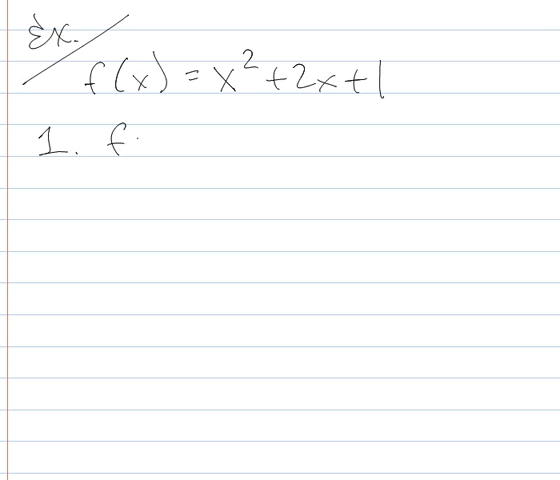 Ex.
f(x) = x² + 2x + 1
1. f